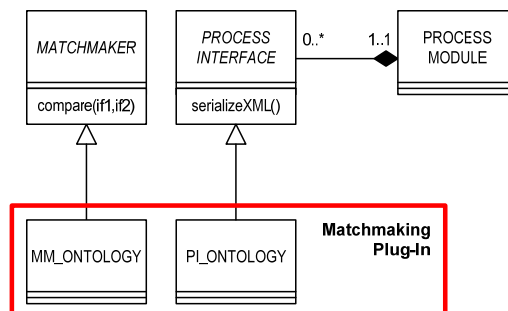 MATCHMAKER
compare(if1,if2)
PROCESS
INTERFACE
serializeXML()
0..*
1..1
PROCESS
MODULE
MM_ONTOLOGY
PI_ONTOLOGY
Matchmaking
Plug-In